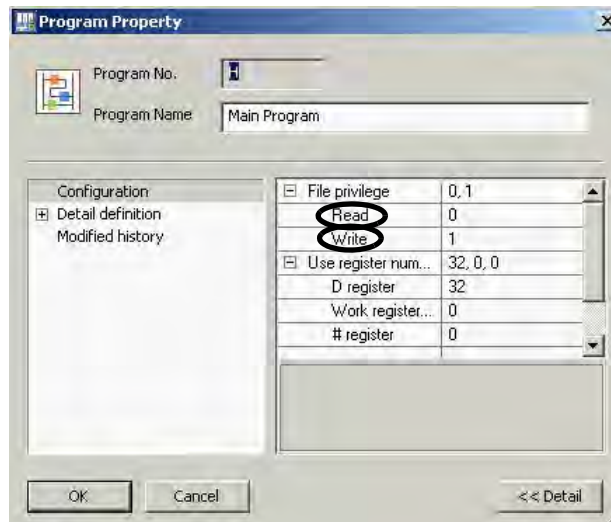 Program Property
Program No. H
Program Name Main Program
Configuration
Detail definition
Modified history
File privilege 0, 1
Read 0
Write 1
Use register num... 32, 0, 0
D register 32
Work register... 0
# register 0
OK Cancel << Detail